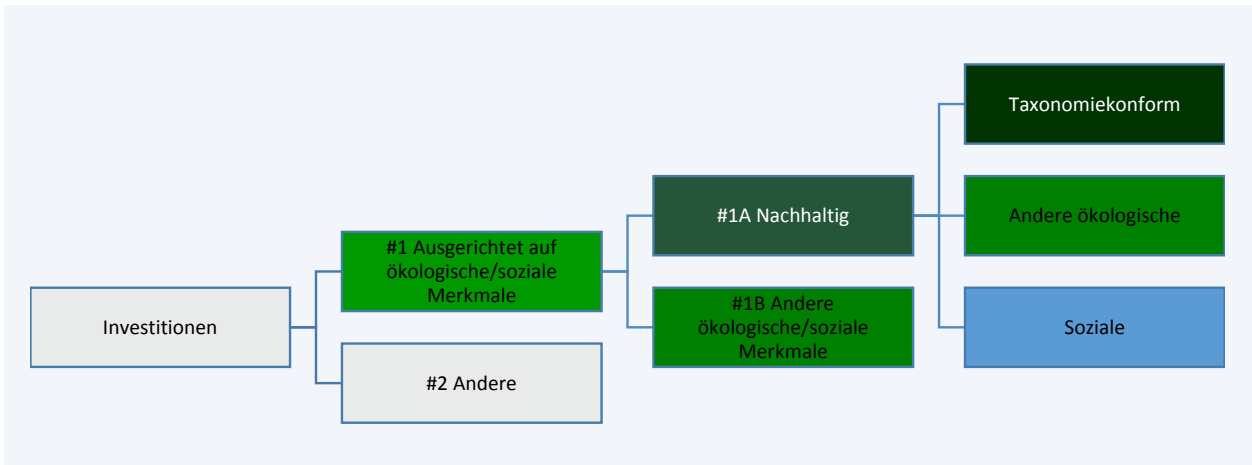 Investitionen
#1 Ausgerichtet auf
ökologische/soziale
Merkmale
#2 Andere
#1A Nachhaltig
#1B Andere
ökologische/soziale
Merkmale
Taxonomiekonform
Andere ökologische
Soziale